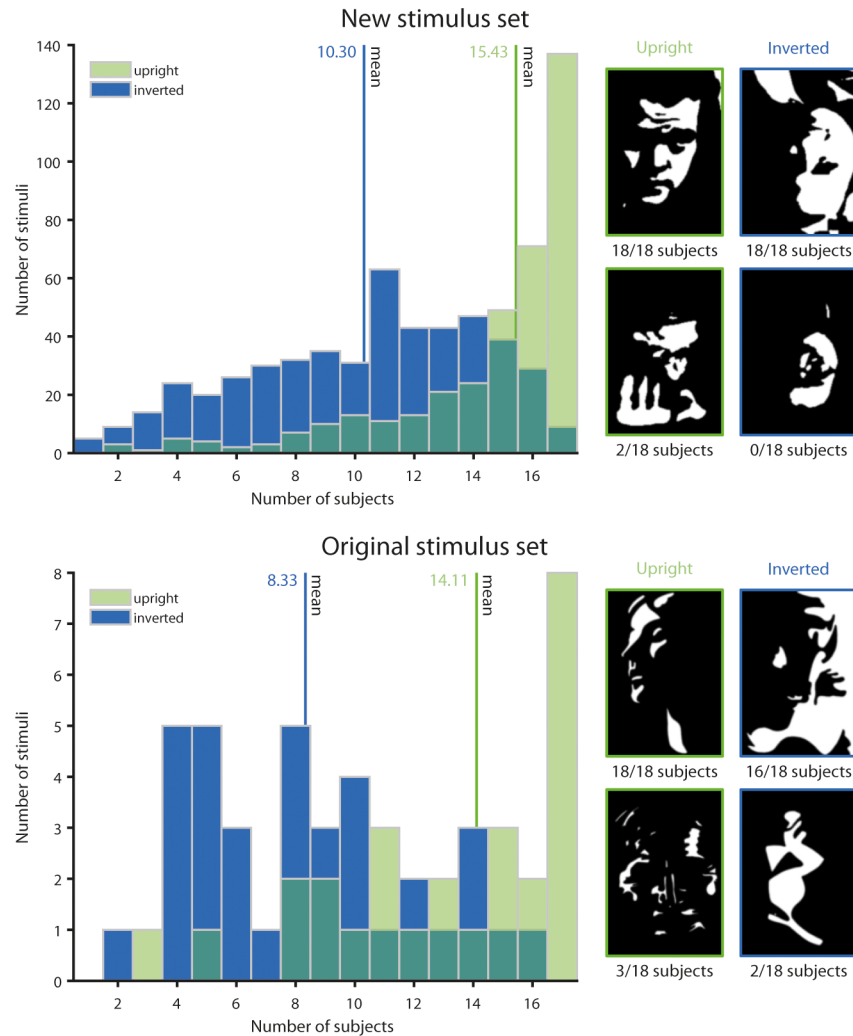 New stimulus set
140
120
100
80
60
40
20
0
Number of stimuli
upright
inverted
10.30
mean
15.43
mean
2
4
6
8
10
12
14
16
Number of subjects
Upright
Inverted
18/18 subjects
18/18 subjects
2/18 subjects
0/18 subjects
Original stimulus set
8
7
6
5
4
3
2
1
0
Number of stimuli
upright
inverted
8.33
mean
14.11
mean
2
4
6
8
10
12
14
16
Number of subjects
Upright
Inverted
18/18 subjects
16/18 subjects
3/18 subjects
2/18 subjects